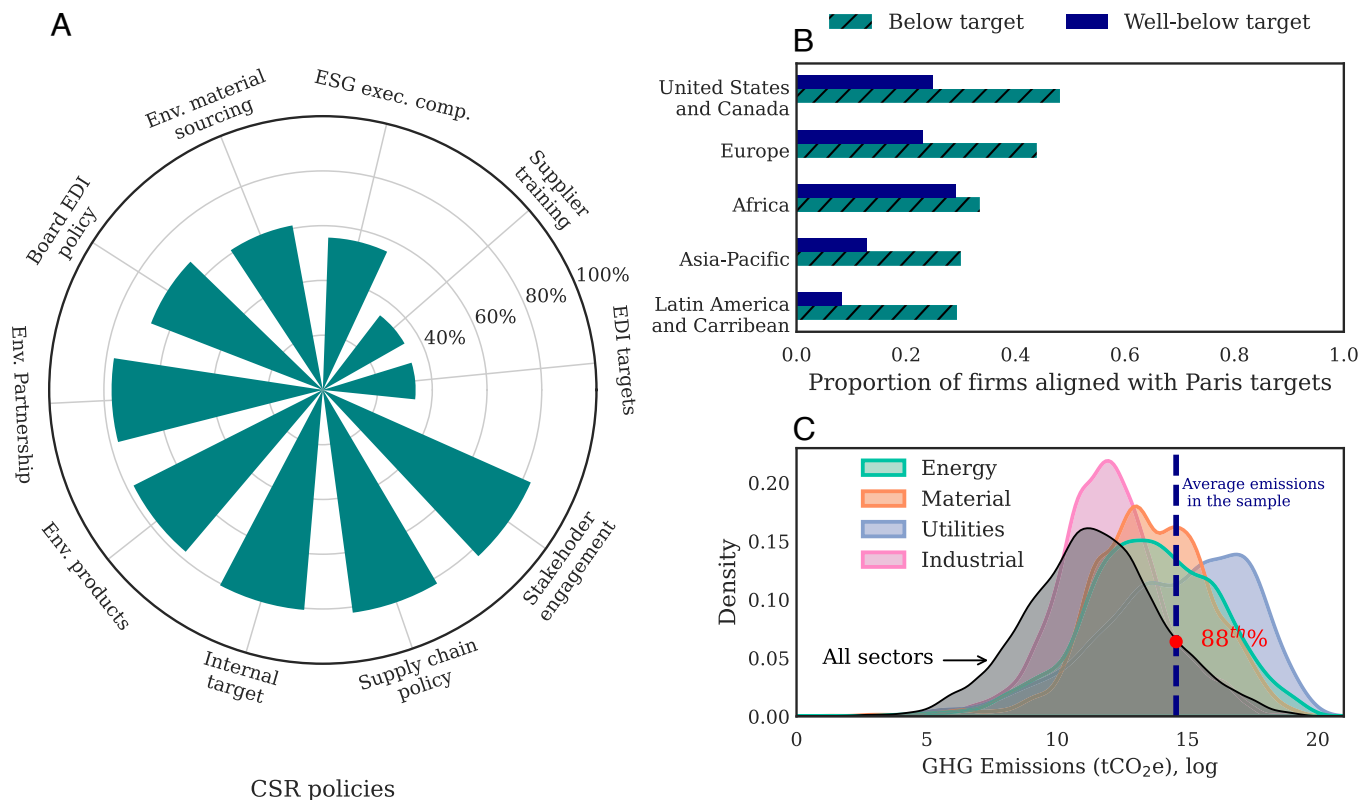 A
Env. material
sourcing
ESG exec. comp.
Supplier
training
EDI targets
Board EDI
policy
Env. Partnership
Env. products
Internal
target
Supply chain
policy
Stakehoder
engagement
40%
60%
80%
100%
CSR policies
Below target
Well-below target
B
United States
and Canada
Europe
Africa
Asia-Pacific
Latin America
and Carribean
0.0 0.2 0.4 0.6 0.8 1.0
Proportion of firms aligned with Paris targets
C
Energy
Material
Utilities
Industrial
Average emissions
in the sample
88th%
All sectors
Density
0.20
0.15
0.10
0.05
0.00
0 5 10 15 20
GHG Emissions (tCO₂e), log